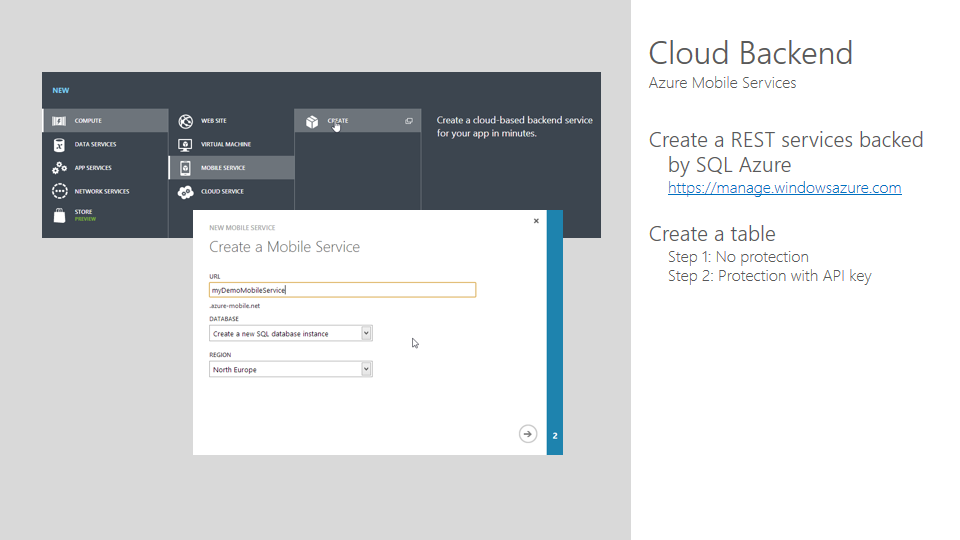 NEW
COMPUTE
DATA SERVICES
APP SERVICES
NETWORK SERVICES
STORE
PREVIEW
WEB SITE
VIRTUAL MACHINE
MOBILE SERVICE
CLOUD SERVICE
CREATE
Create a cloud-based backend service
for your app in minutes.
NEW MOBILE SERVICE
Create a Mobile Service
URL
myDemoMobileService
.azure-mobile.net
DATABASE
Create a new SQL database instance
REGION
North Europe
2
Cloud Backend
Azure Mobile Services
Create a REST services backed
by SQL Azure
https://manage.windowsazure.com
Create a table
Step 1: No protection
Step 2: Protection with API key